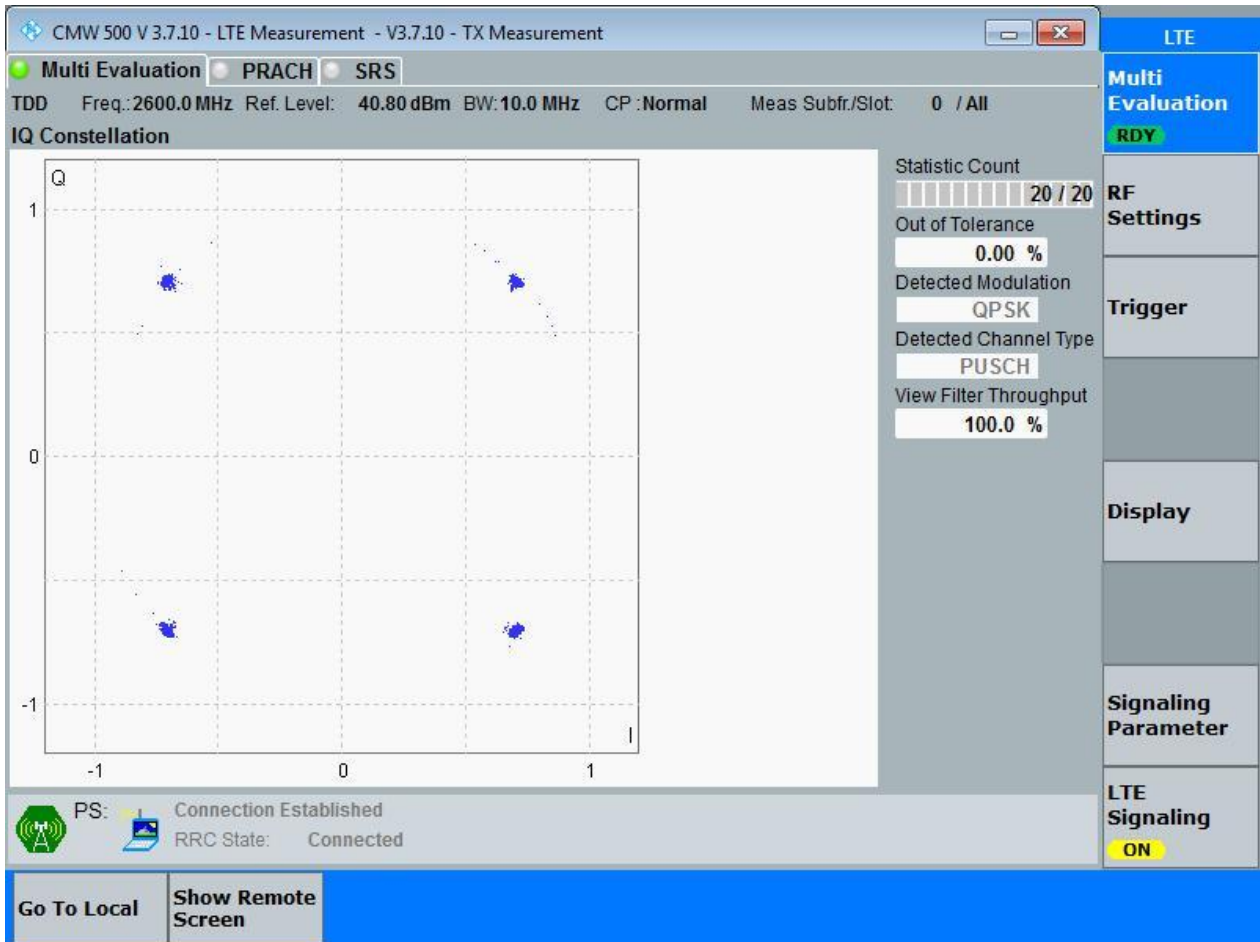 CMW 500 V 3.7.10 - LTE Measurement - V3.7.10 - TX Measurement
LTE
Multi Evaluation PRACH SRS
TDD Freq.: 2600.0 MHz Ref. Level: 40.80 dBm BW: 10.0 MHz CP : Normal Meas Subfr./Slot: 0 / All
IQ Constellation
Q
1
0
-1
I
-1 0 1
Statistic Count
20 / 20
Out of Tolerance
0.00 %
Detected Modulation
QPSK
Detected Channel Type
PUSCH
View Filter Throughput
100.0 %
Multi
Evaluation
RDY
RF
Settings
Trigger
Display
Signaling
Parameter
LTE
Signaling
ON
PS: Connection Established
RRC State: Connected
Go To Local
Show Remote
Screen